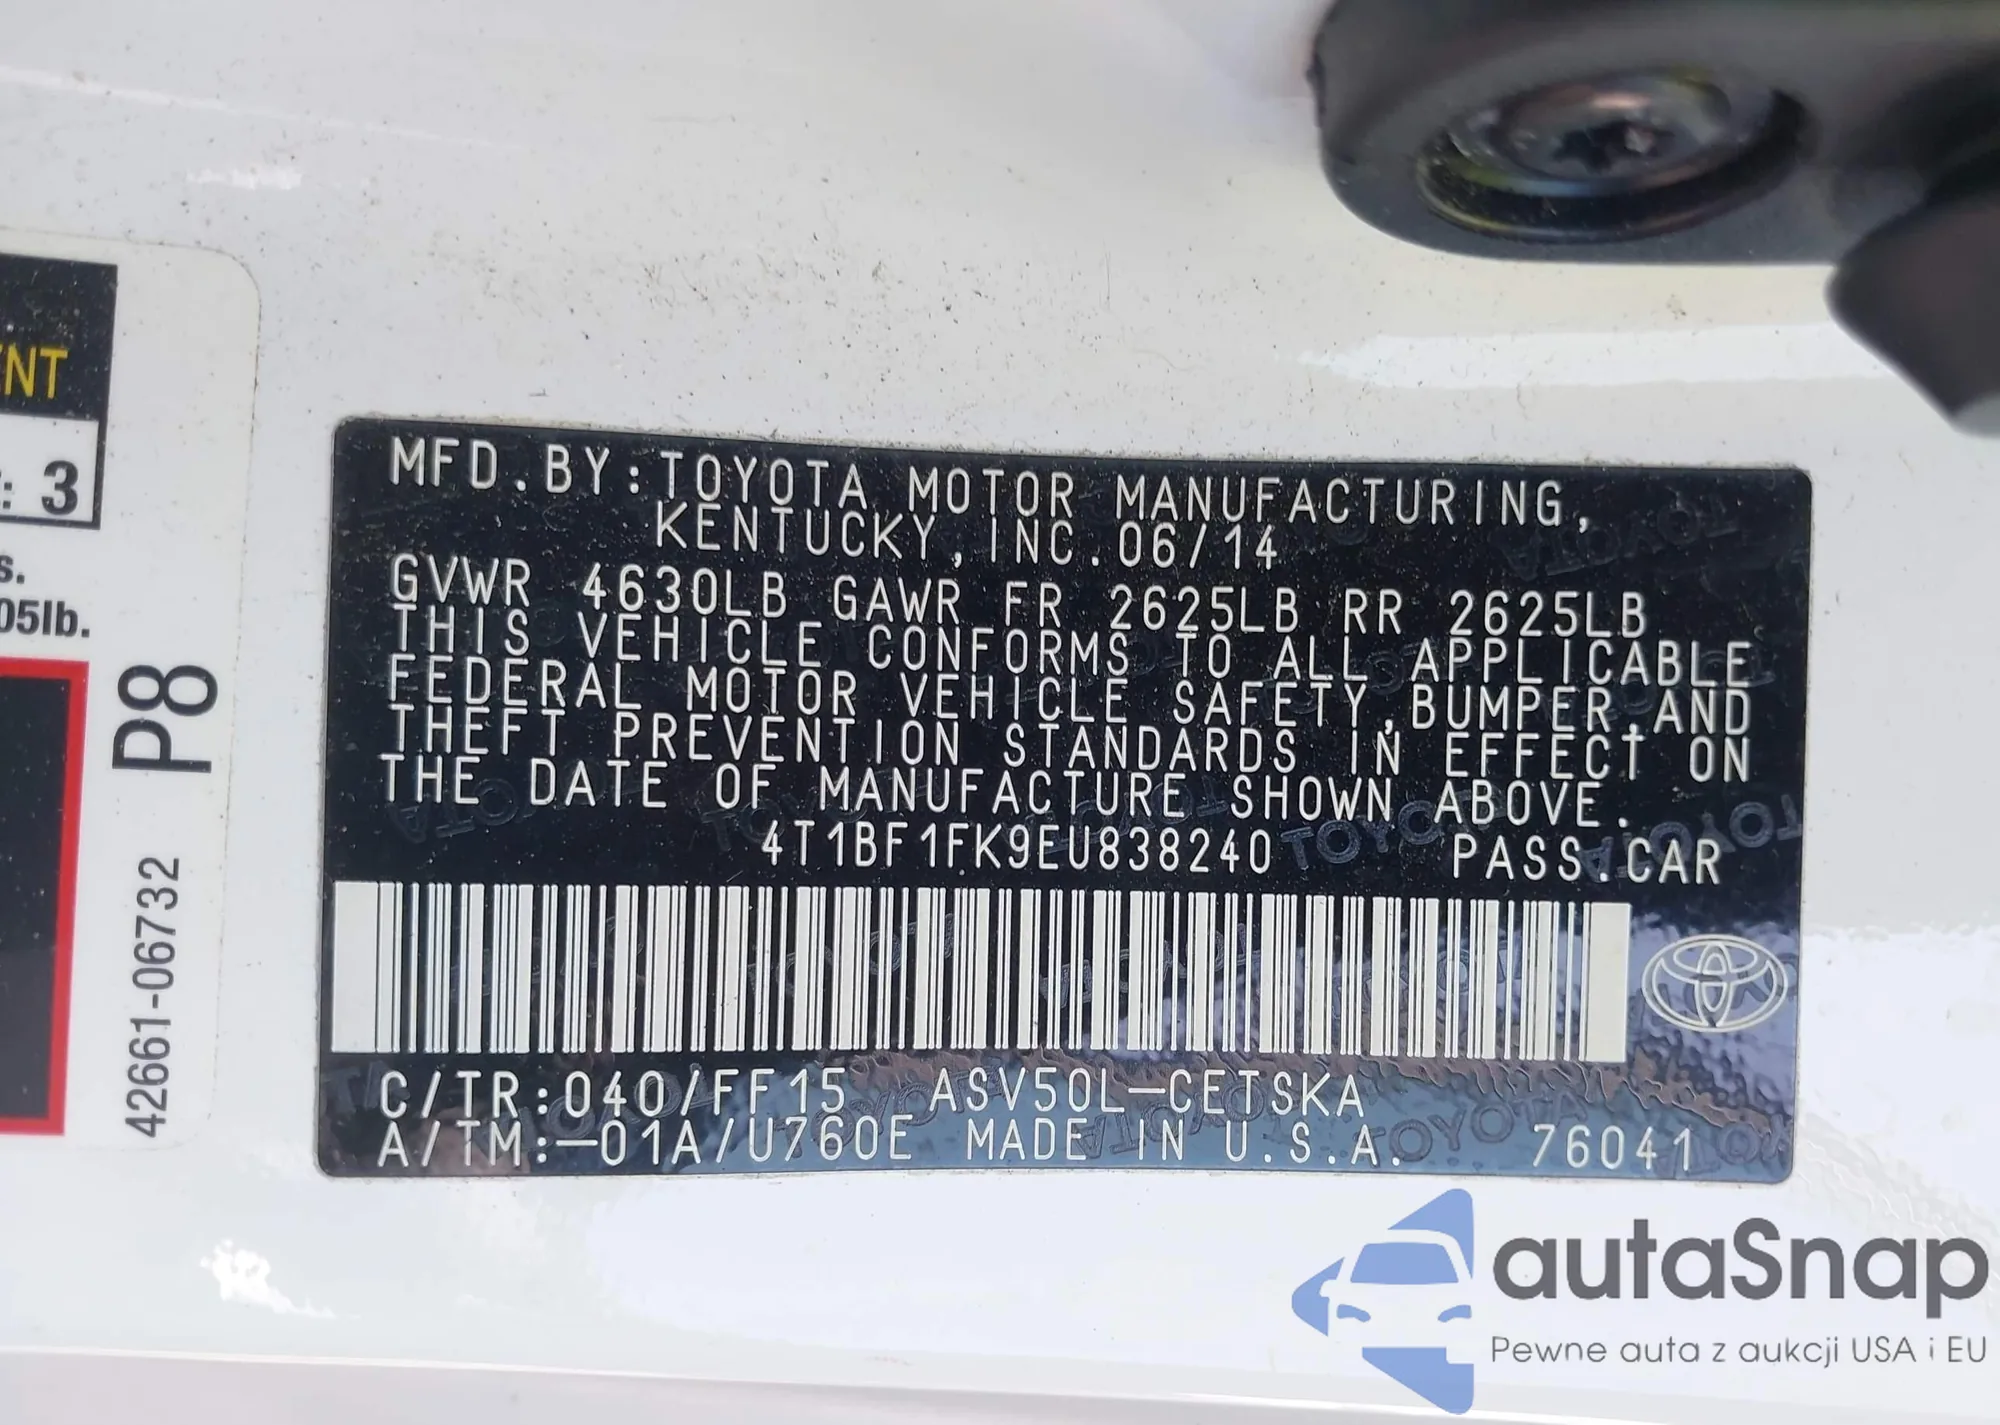 ENT
: 3
s.
05lb.
P8
42661-06732
MFD.BY:TOYOTA MOTOR MANUFACTURING,
KENTUCKY,INC.06/14
GVWR 4630LB GAWR FR 2625LB RR 2625LB
THIS VEHICLE CONFORMS TO ALL APPLICABLE
FEDERAL MOTOR VEHICLE SAFETY,BUMPER,AND
THEFT PREVENTION STANDARDS IN EFFECT ON
THE DATE OF MANUFACTURE SHOWN ABOVE.
4T1BF1FK9EU838240 PASS.CAR
C/TR:040/FF15 ASV50L-CETSKA
A/TM:-01A/U760E MADE IN U.S.A. 76041
autaSnap
Pewne auta z aukcji USA i EU